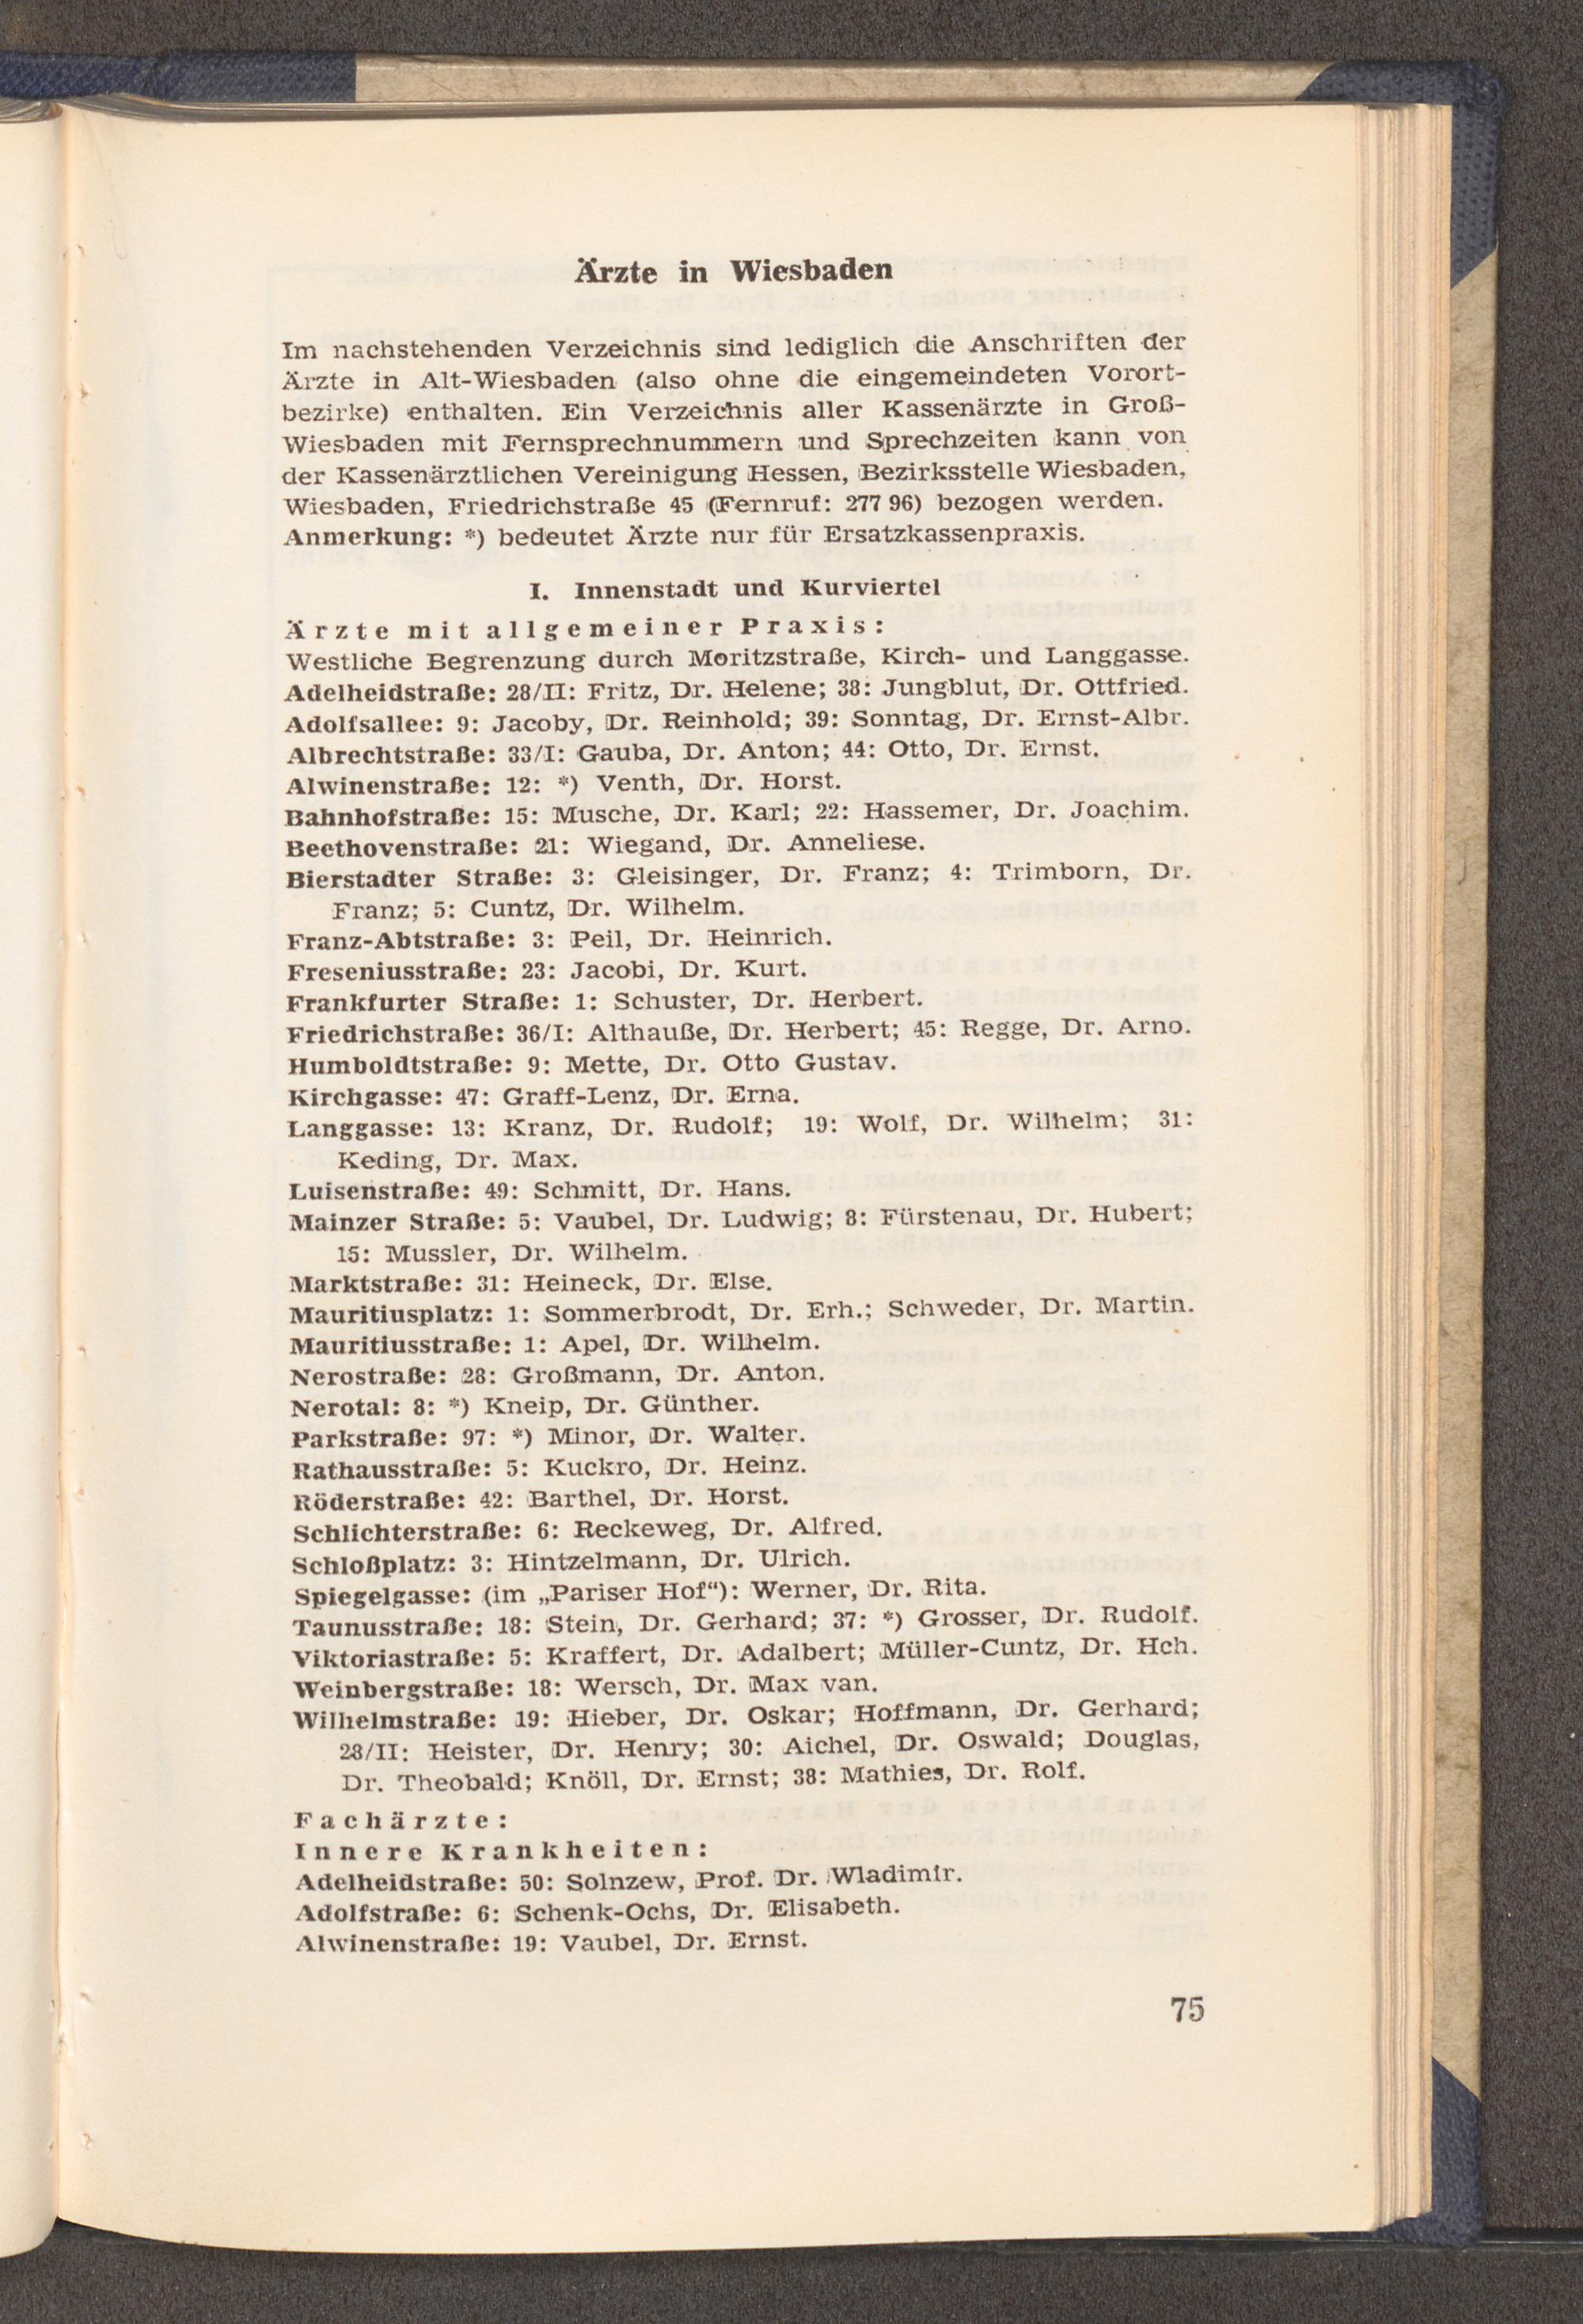 Ärzte in Wiesbaden
Im nachstehenden Verzeichnis sind lediglich die Anschriften der
Ärzte in Alt-Wiesbaden (also ohne die eingemeindeten Vorort-
bezirke) enthalten. Ein Verzeichnis aller Kassenärzte in Groß-
Wiesbaden mit Fernsprechnummern und Sprechzeiten kann von
der Kassenärztlichen Vereinigung Hessen, Bezirksstelle Wiesbaden,
Wiesbaden, Friedrichstraße 45 (Fernruf: 277 96) bezogen werden.
Anmerkung: *) bedeutet Ärzte nur für Ersatzkassenpraxis.
I. Innenstadt und Kurviertel
Ärzte mit allgemeiner Praxis:
Westliche Begrenzung durch Moritzstraße, Kirch- und Langgasse.
Adelheidstraße: 28/II: Fritz, Dr. Helene; 38: Jungblut, Dr. Ottfried.
Adolfsallee: 9: Jacoby, Dr. Reinhold; 39: Sonntag, Dr. Ernst-Albr.
Albrechtstraße: 33/I: Gauba, Dr. Anton; 44: Otto, Dr. Ernst.
Alwinenstraße: 12: *) Venth, Dr. Horst.
Bahnhofstraße: 15: Musche, Dr. Karl; 22: Hassemer, Dr. Joachim.
Beethovenstraße: 21: Wiegand, Dr. Anneliese.
Bierstadter Straße: 3: Gleisinger, Dr. Franz; 4: Trimborn, Dr.
Franz; 5: Cuntz, Dr. Wilhelm.
Franz-Abtstraße: 3: Peil, Dr. Heinrich.
Freseniusstraße: 23: Jacobi, Dr. Kurt.
Frankfurter Straße: 1: Schuster, Dr. Herbert.
Friedrichstraße: 36/I: Althauße, Dr. Herbert; 45: Regge, Dr. Arno.
Humboldtstraße: 9: Mette, Dr. Otto Gustav.
Kirchgasse: 47: Graff-Lenz, Dr. Erna.
Langgasse: 13: Kranz, Dr. Rudolf; 19: Wolf, Dr. Wilhelm; 31:
Keding, Dr. Max.
Luisenstraße: 49: Schmitt, Dr. Hans.
Mainzer Straße: 5: Vaubel, Dr. Ludwig; 8: Fürstenau, Dr. Hubert;
15: Mussler, Dr. Wilhelm.
Marktstraße: 31: Heineck, Dr. Else.
Mauritiusplatz: 1: Sommerbrodt, Dr. Erh.; Schweder, Dr. Martin.
Mauritiusstraße: 1: Apel, Dr. Wilhelm.
Nerostraße: 28: Großmann, Dr. Anton.
Nerotal: 8: *) Kneip, Dr. Günther.
Parkstraße: 97: *) Minor, Dr. Walter.
Rathausstraße: 5: Kuckro, Dr. Heinz.
Röderstraße: 42: Barthel, Dr. Horst.
Schlichterstraße: 6: Reckeweg, Dr. Alfred.
Schloßplatz: 3: Hintzelmann, Dr. Ulrich.
Spiegelgasse: (im „Pariser Hof“): Werner, Dr. Rita.
Taunusstraße: 18: Stein, Dr. Gerhard; 37: *) Grosser, Dr. Rudolf.
Viktoriastraße: 5: Kraffert, Dr. Adalbert; Müller-Cuntz, Dr. Hch.
Weinbergstraße: 18: Wersch, Dr. Max van.
Wilhelmstraße: 19: Hieber, Dr. Oskar; Hoffmann, Dr. Gerhard;
28/II: Heister, Dr. Henry; 30: Aichel, Dr. Oswald; Douglas,
Dr. Theobald; Knöll, Dr. Ernst; 38: Mathies, Dr. Rolf.
Fachärzte:
Innere Krankheiten:
Adelheidstraße: 50: Solnzew, Prof. Dr. Wladimir.
Adolfstraße: 6: Schenk-Ochs, Dr. Elisabeth.
Alwinenstraße: 19: Vaubel, Dr. Ernst.
75